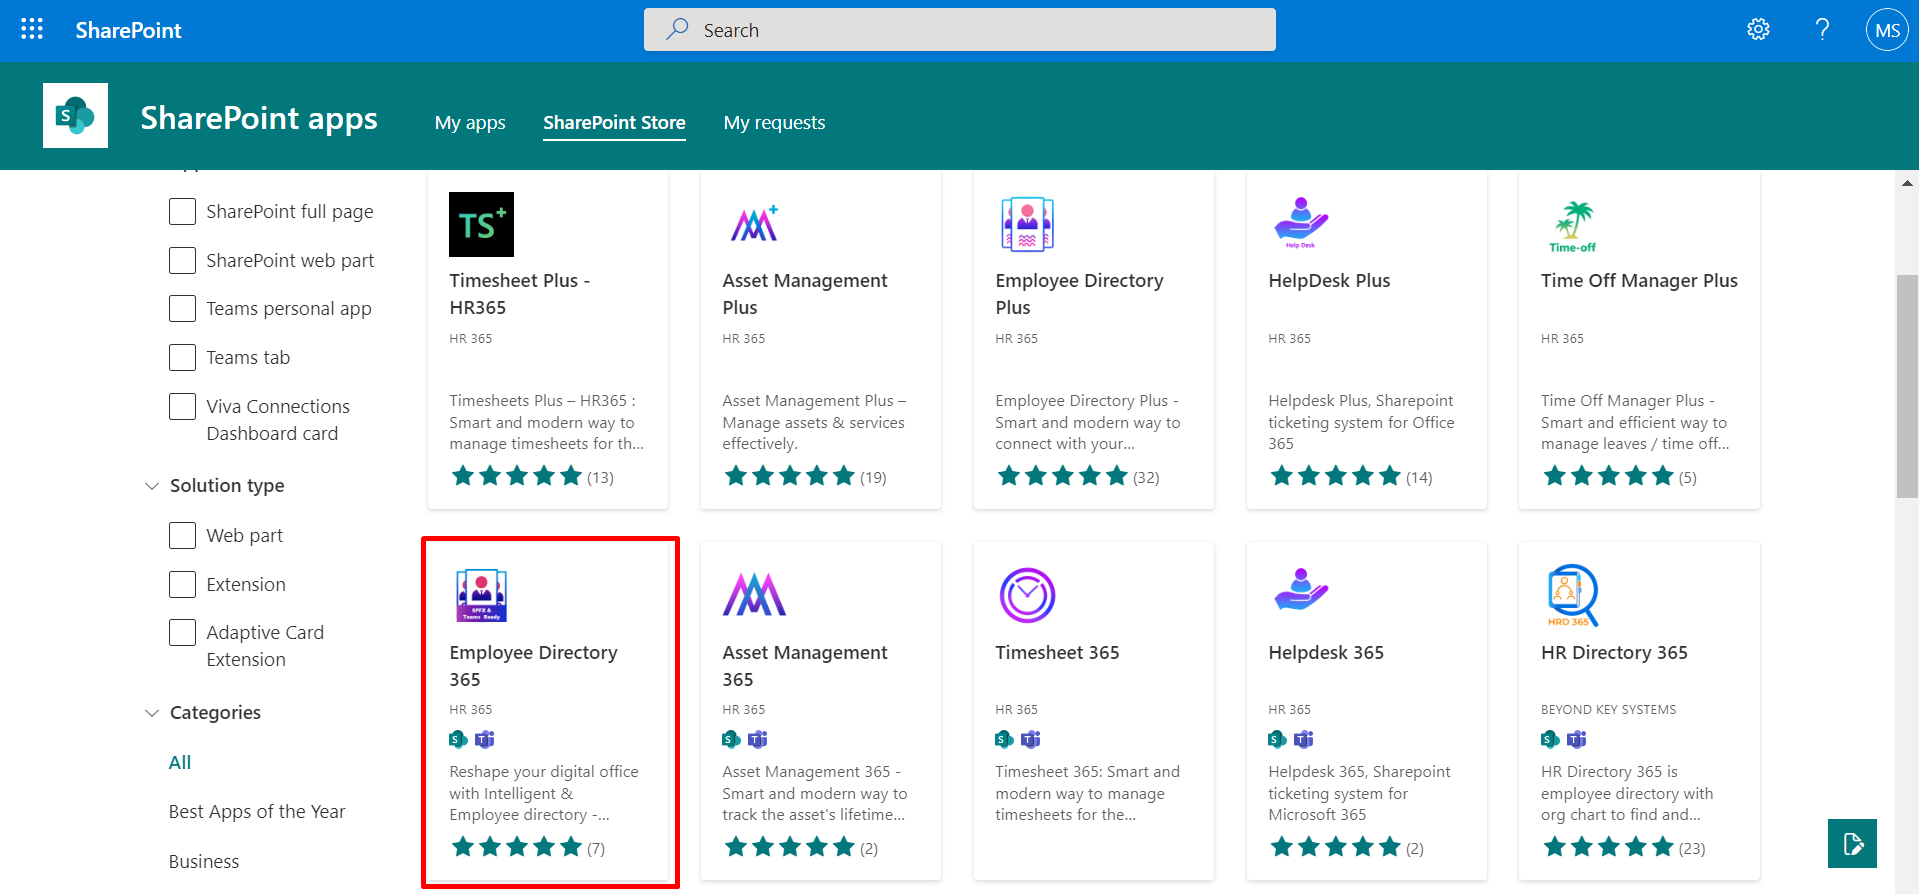 SharePoint
Search
MS
S
SharePoint apps
My apps
SharePoint Store
My requests
SharePoint full page
SharePoint web part
Teams personal app
Teams tab
Viva Connections
Dashboard card
Solution type
Web part
Extension
Adaptive Card
Extension
Categories
All
Best Apps of the Year
Business
TS+
Timesheet Plus -
HR365
HR 365
Timesheets Plus – HR365 :
Smart and modern way to
manage timesheets for th...
(13)
Asset Management
Plus
HR 365
Asset Management Plus –
Manage assets & services
effectively.
(19)
Employee Directory
Plus
HR 365
Employee Directory Plus -
Smart and modern way to
connect with your...
(32)
Help Desk
HelpDesk Plus
HR 365
Helpdesk Plus, Sharepoint
ticketing system for Office
365
(14)
Time-off
Time Off Manager Plus
HR 365
Time Off Manager Plus -
Smart and efficient way to
manage leaves / time off...
(5)
SPFX &
Teams Ready
Employee Directory
365
HR 365
Reshape your digital office
with Intelligent &
Employee directory -...
(7)
Asset Management
365
HR 365
Asset Management 365 -
Smart and modern way to
track the asset's lifetime...
(2)
Timesheet 365
HR 365
Timesheet 365: Smart and
modern way to manage
timesheets for the...
Helpdesk 365
HR 365
Helpdesk 365, Sharepoint
ticketing system for
Microsoft 365
(2)
HRD 365
HR Directory 365
BEYOND KEY SYSTEMS
HR Directory 365 is
employee directory with
org chart to find and...
(23)